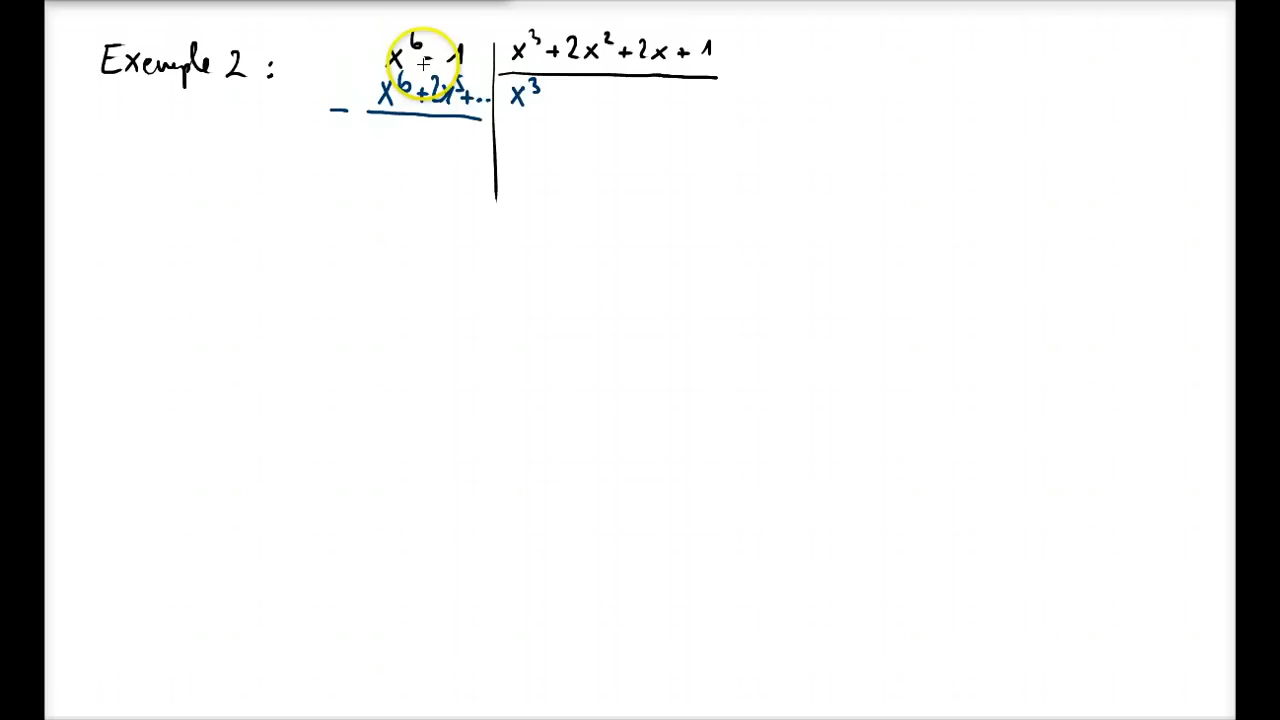 Exemple 2 : x⁶ - 1 | x³ + 2x² + 2x + 1
- x⁶ + 2x⁵ + .. | x³